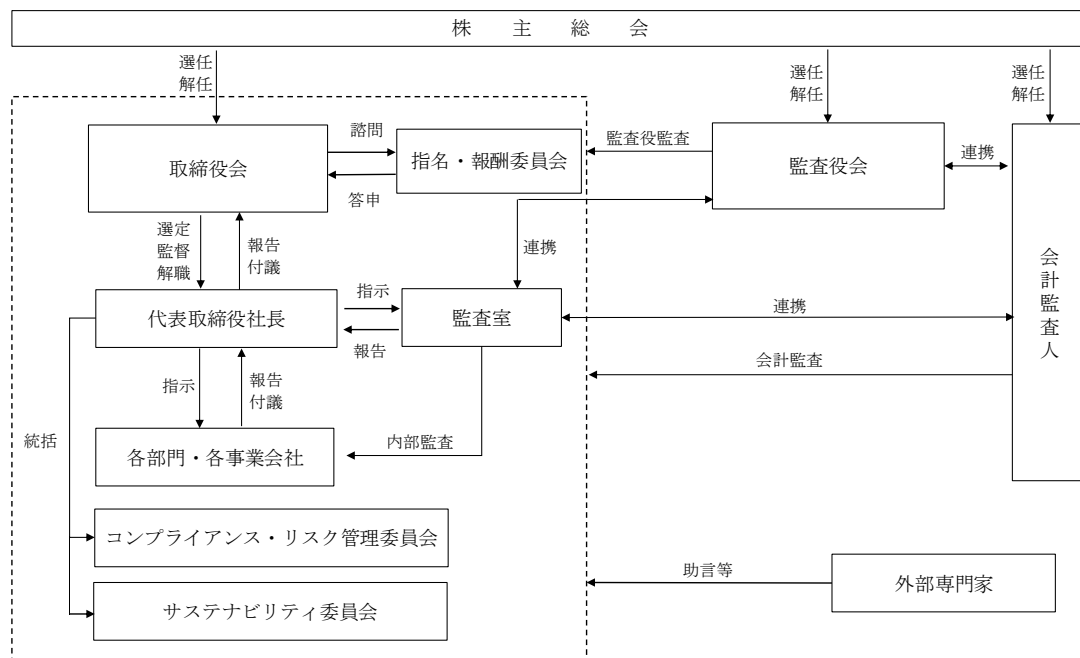 株主総会
選任
解任
選任
解任
選任
解任
取締役会
諮問
答申
指名・報酬委員会
監査役監査
監査役会
連携
会計監査人
選定
監督
解職
報告
付議
連携
代表取締役社長
指示
報告
監査室
連携
会計監査
指示
報告
付議
統括
内部監査
各部門・各事業会社
コンプライアンス・リスク管理委員会
サステナビリティ委員会
助言等
外部専門家